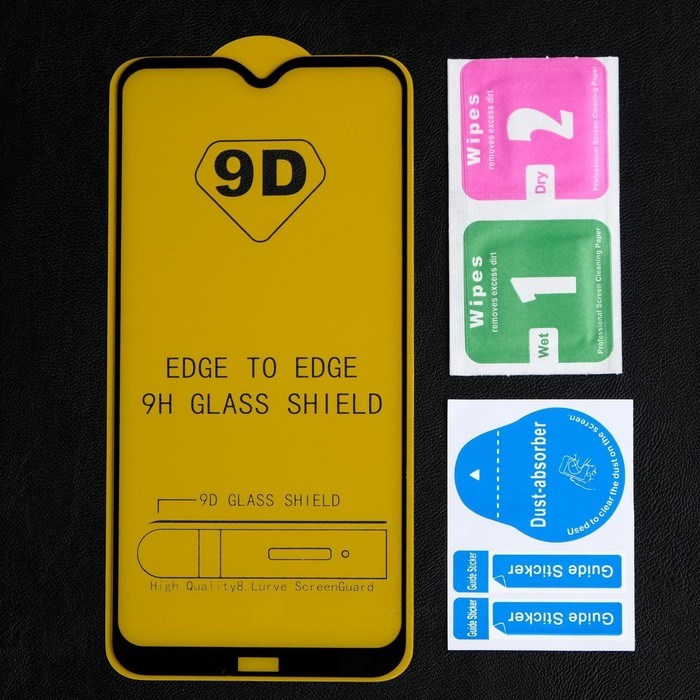 9D
EDGE TO EDGE
9H GLASS SHIELD
9D GLASS SHIELD
High Quality8 Lurve ScreenGuard
Wipes
removes excess dirt
2
Dry
Professional Screen Cleaning Paper
Wipes
removes excess dirt
1
Wet
Professional Screen Cleaning Paper
Dust-absorber
Used to clear the dust on the screen.
Guide Sticker
Guide Sticker
Guide Sticker
Guide Sticker